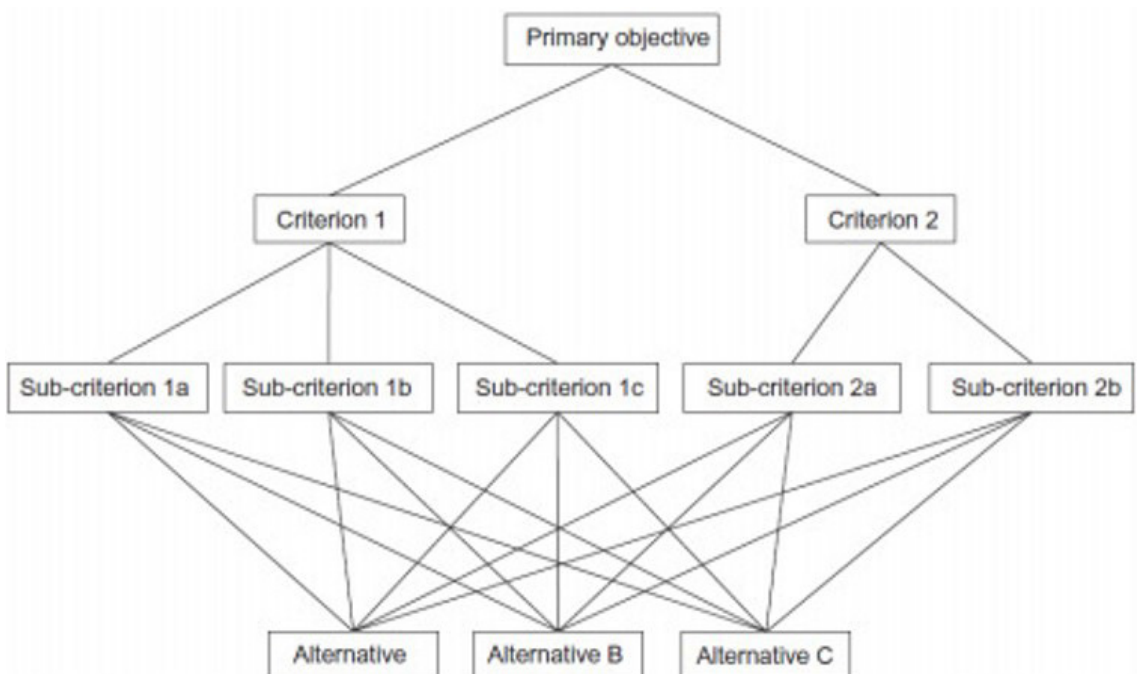 Primary objective
Criterion 1
Criterion 2
Sub-criterion 1a
Sub-criterion 1b
Sub-criterion 1c
Sub-criterion 2a
Sub-criterion 2b
Alternative
Alternative B
Alternative C